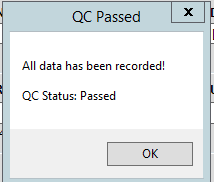 QC Passed
x
All data has been recorded!
QC Status: Passed
OK